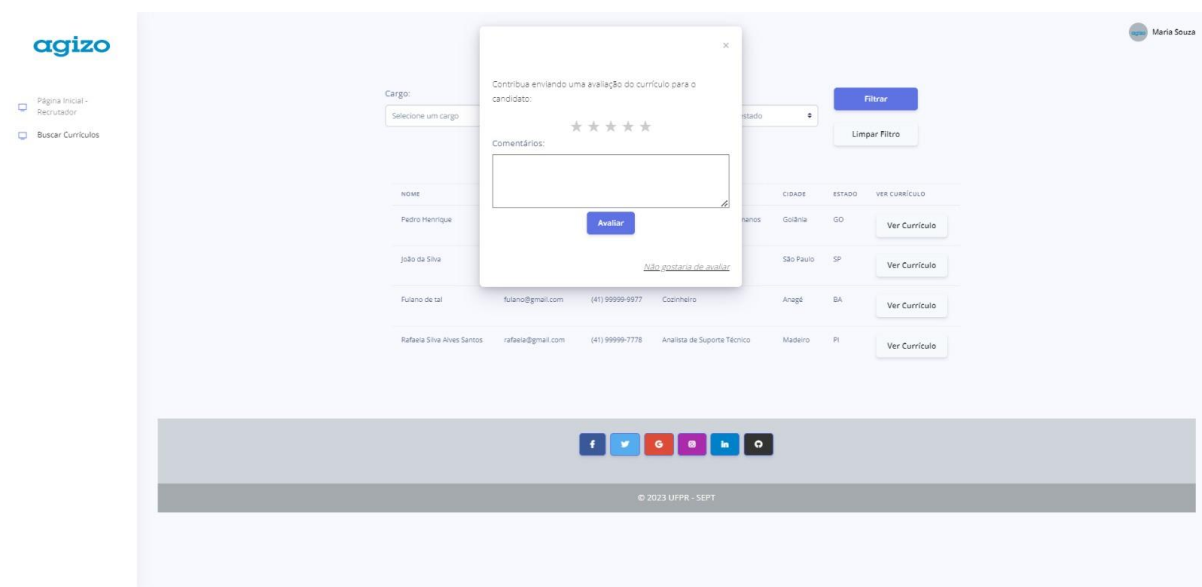 agizo
agizo
Maria Souza
Página Inicial -
Recrutador
Buscar Currículos
×
Contribua enviando uma avaliação do currículo para o
candidato:
Comentários:
Avaliar
Não gostaria de avaliar
Cargo:
Selecione um cargo
estado
Filtrar
Limpar Filtro
NOME CIDADE ESTADO VER CURRÍCULO
Pedro Henrique Goiânia GO Ver Currículo
João da Silva São Paulo SP Ver Currículo
Fulano de tal fulano@gmail.com (41) 99999-9977 Cozinheiro Anagé BA Ver Currículo
Rafaela Silva Alves Santos rafaela@gmail.com (41) 99999-7778 Analista de Suporte Técnico Madeiro PI Ver Currículo
© 2023 UFPR - SEPT